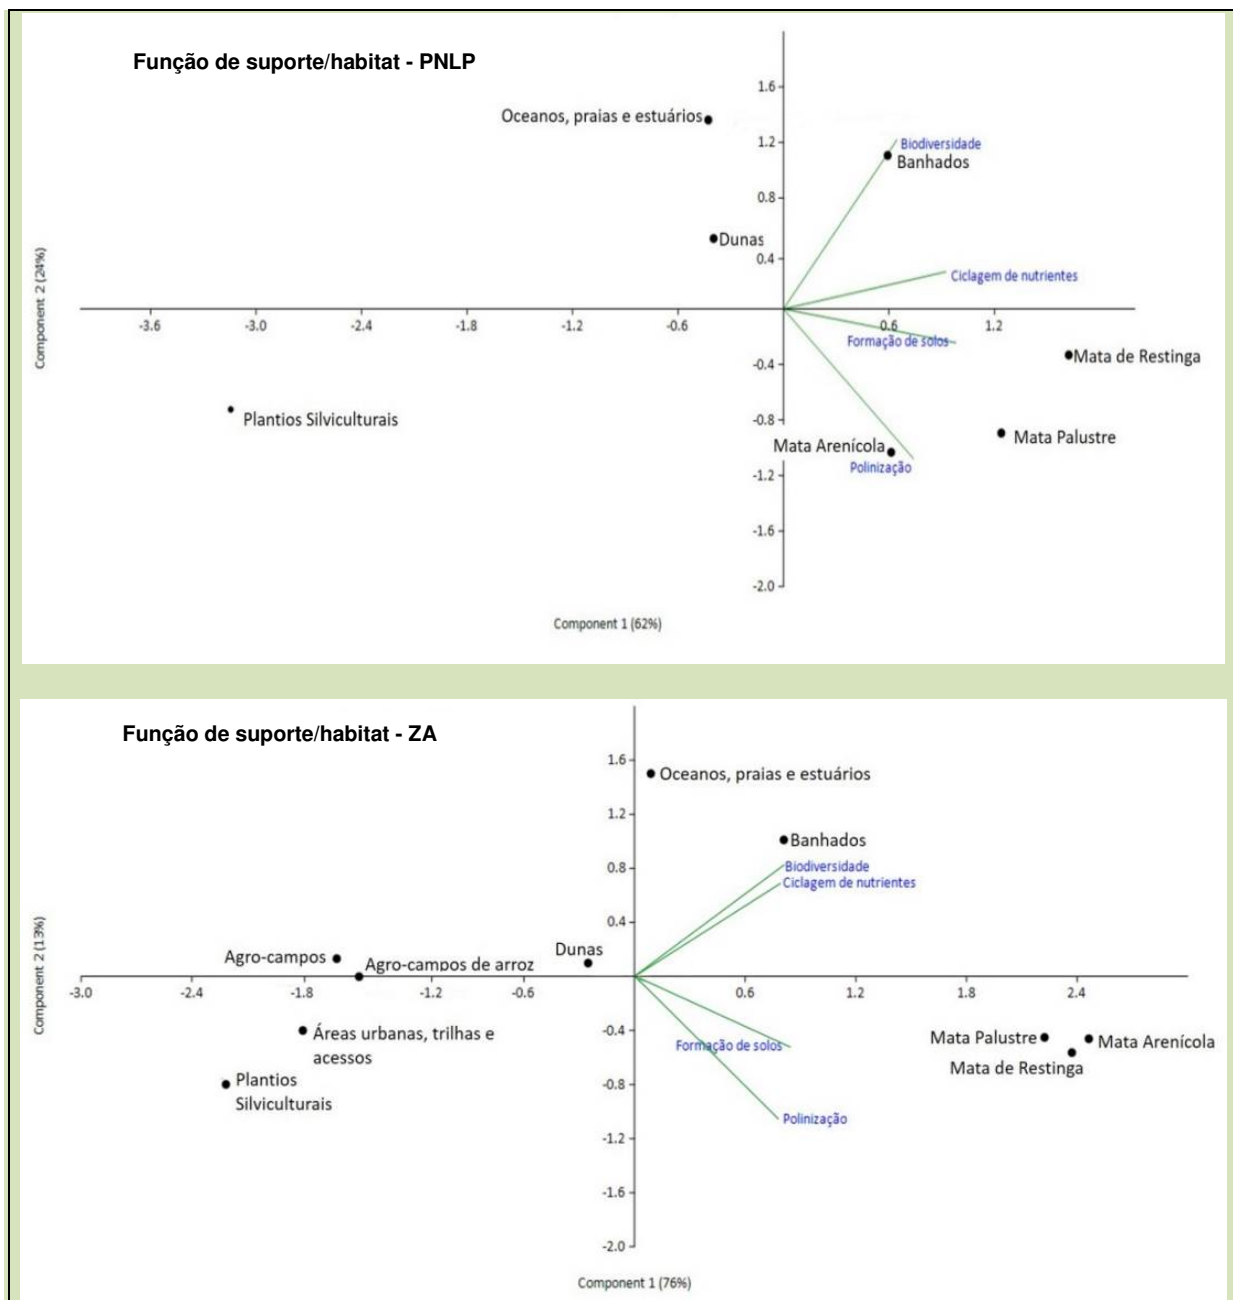 Função de suporte/habitat - PNLP
1.6
Oceanos, praias e estuários
1.2
Biodiversidade
Banhados
0.8
Dunas
0.4
Ciclagem de nutrientes
Component 2 (24%)
-3.6 -3.0 -2.4 -1.8 -1.2 -0.6 0.6 1.2
Formação de solos
Mata de Restinga
-0.4
Plantios Silviculturais
-0.8
Mata Palustre
Mata Arenícola
Polinização
-1.2
-1.6
-2.0
Component 1 (62%)
Função de suporte/habitat - ZA
1.6
Oceanos, praias e estuários
1.2
Banhados
0.8
Biodiversidade
Ciclagem de nutrientes
0.4
Dunas
Agro-campos
Agro-campos de arroz
Component 2 (13%)
-3.0 -2.4 -1.8 -1.2 -0.6 0.6 1.2 1.8 2.4
-0.4
Áreas urbanas, trilhas e
acessos
Formação de solos
Mata Palustre
Mata Arenícola
Mata de Restinga
-0.8
Plantios
Silviculturais
Polinização
-1.2
-1.6
-2.0
Component 1 (76%)